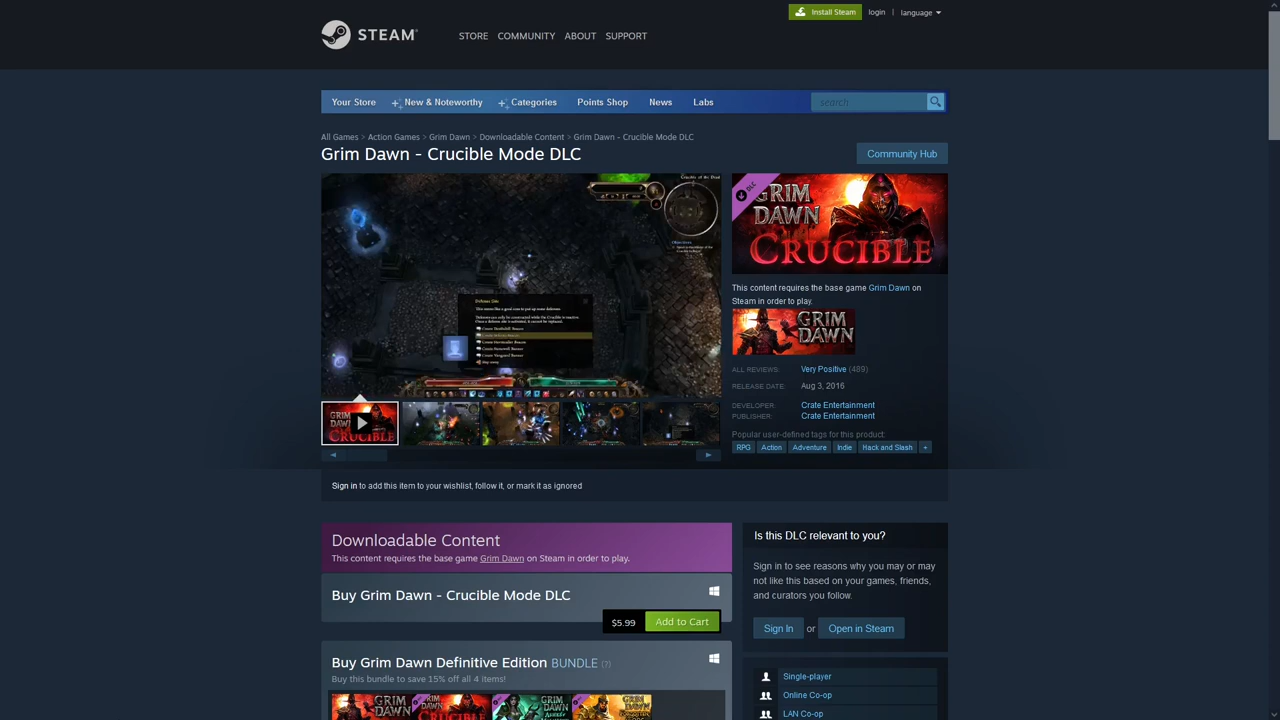 Install Steam
login | language
STEAM®
STORE COMMUNITY ABOUT SUPPORT
Your Store New & Noteworthy Categories Points Shop News Labs
search
All Games > Action Games > Grim Dawn > Downloadable Content > Grim Dawn - Crucible Mode DLC
Grim Dawn - Crucible Mode DLC
Community Hub
DLC
GRIM DAWN
CRUCIBLE
This content requires the base game Grim Dawn on
Steam in order to play.
GRIM DAWN
ALL REVIEWS: Very Positive (489)
RELEASE DATE: Aug 3, 2016
DEVELOPER: Crate Entertainment
PUBLISHER: Crate Entertainment
Popular user-defined tags for this product:
RPG Action Adventure Indie Hack and Slash +
Sign in to add this item to your wishlist, follow it, or mark it as ignored
Downloadable Content
This content requires the base game Grim Dawn on Steam in order to play.
Buy Grim Dawn - Crucible Mode DLC
$5.99 Add to Cart
Buy Grim Dawn Definitive Edition BUNDLE (?)
Buy this bundle to save 15% off all 4 items!
Is this DLC relevant to you?
Sign in to see reasons why you may or may
not like this based on your games, friends,
and curators you follow.
Sign In or Open in Steam
Single-player
Online Co-op
LAN Co-op